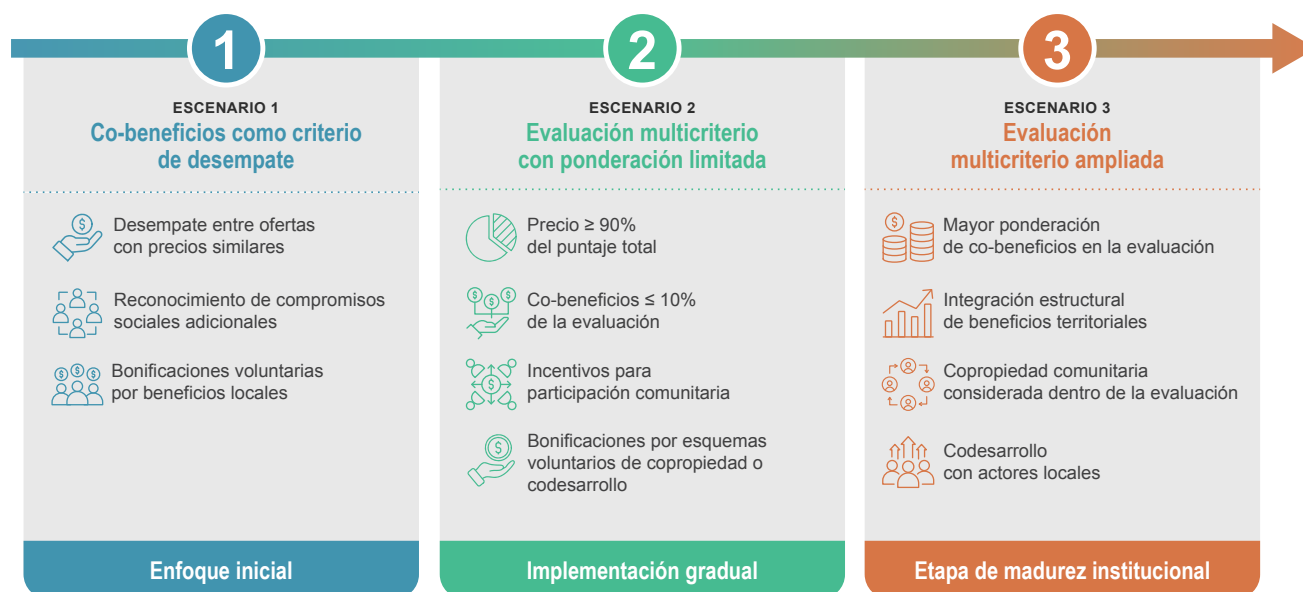 1
ESCENARIO 1
Co-beneficios como criterio
de desempate
Desempate entre ofertas
con precios similares
Reconocimiento de compromisos
sociales adicionales
Bonificaciones voluntarias
por beneficios locales
Enfoque inicial
2
ESCENARIO 2
Evaluación multicriterio
con ponderación limitada
Precio ≥ 90%
del puntaje total
Co-beneficios ≤ 10%
de la evaluación
Incentivos para
participación comunitaria
Bonificaciones por esquemas
voluntarios de copropiedad o
codesarrollo
Implementación gradual
3
ESCENARIO 3
Evaluación
multicriterio ampliada
Mayor ponderación
de co-beneficios en la evaluación
Integración estructural
de beneficios territoriales
Copropiedad comunitaria
considerada dentro de la evaluación
Codesarrollo
con actores locales
Etapa de madurez institucional